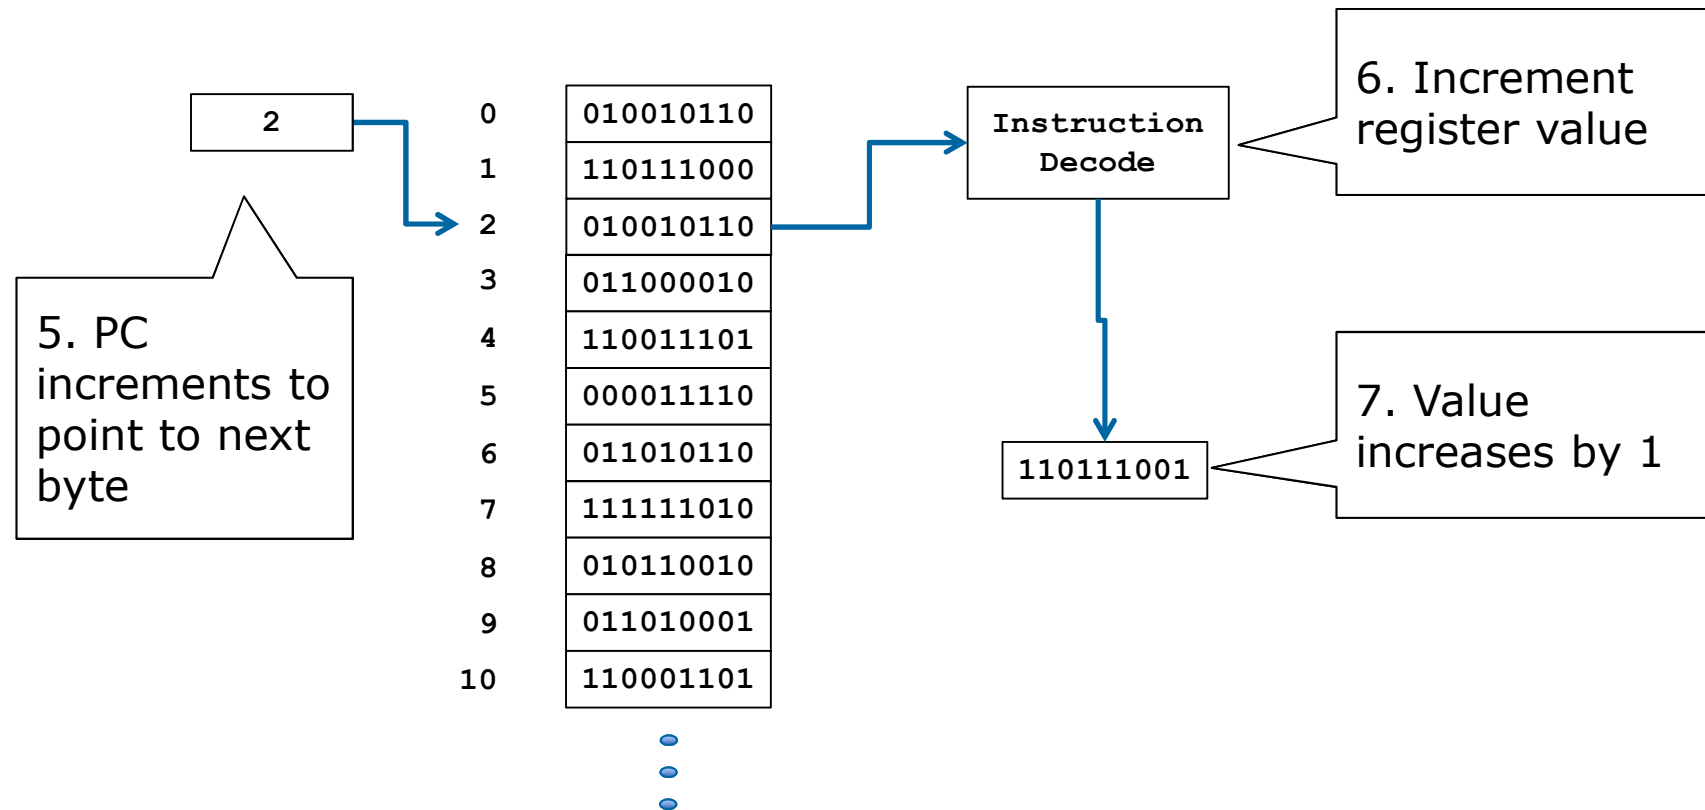 2
0
010010110
1
110111000
2
010010110
3
011000010
4
110011101
5
000011110
6
011010110
7
111111010
8
010110010
9
011010001
10
110001101
Instruction
Decode
6. Increment
register value
5. PC
increments to
point to next
byte
110111001
7. Value
increases by 1